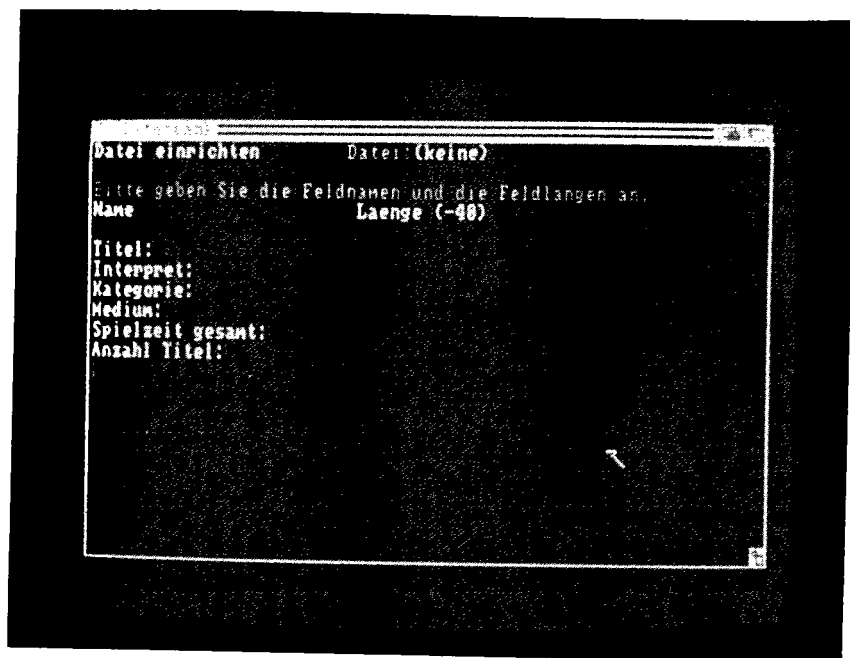 Datei einrichten Datei: (keine)
Bitte geben Sie die Feldnamen und die Feldlangen an.
Name Laenge (-40)
Titel:
Interpret:
Kategorie:
Medium:
Spielzeit gesamt:
Anzahl Titel: